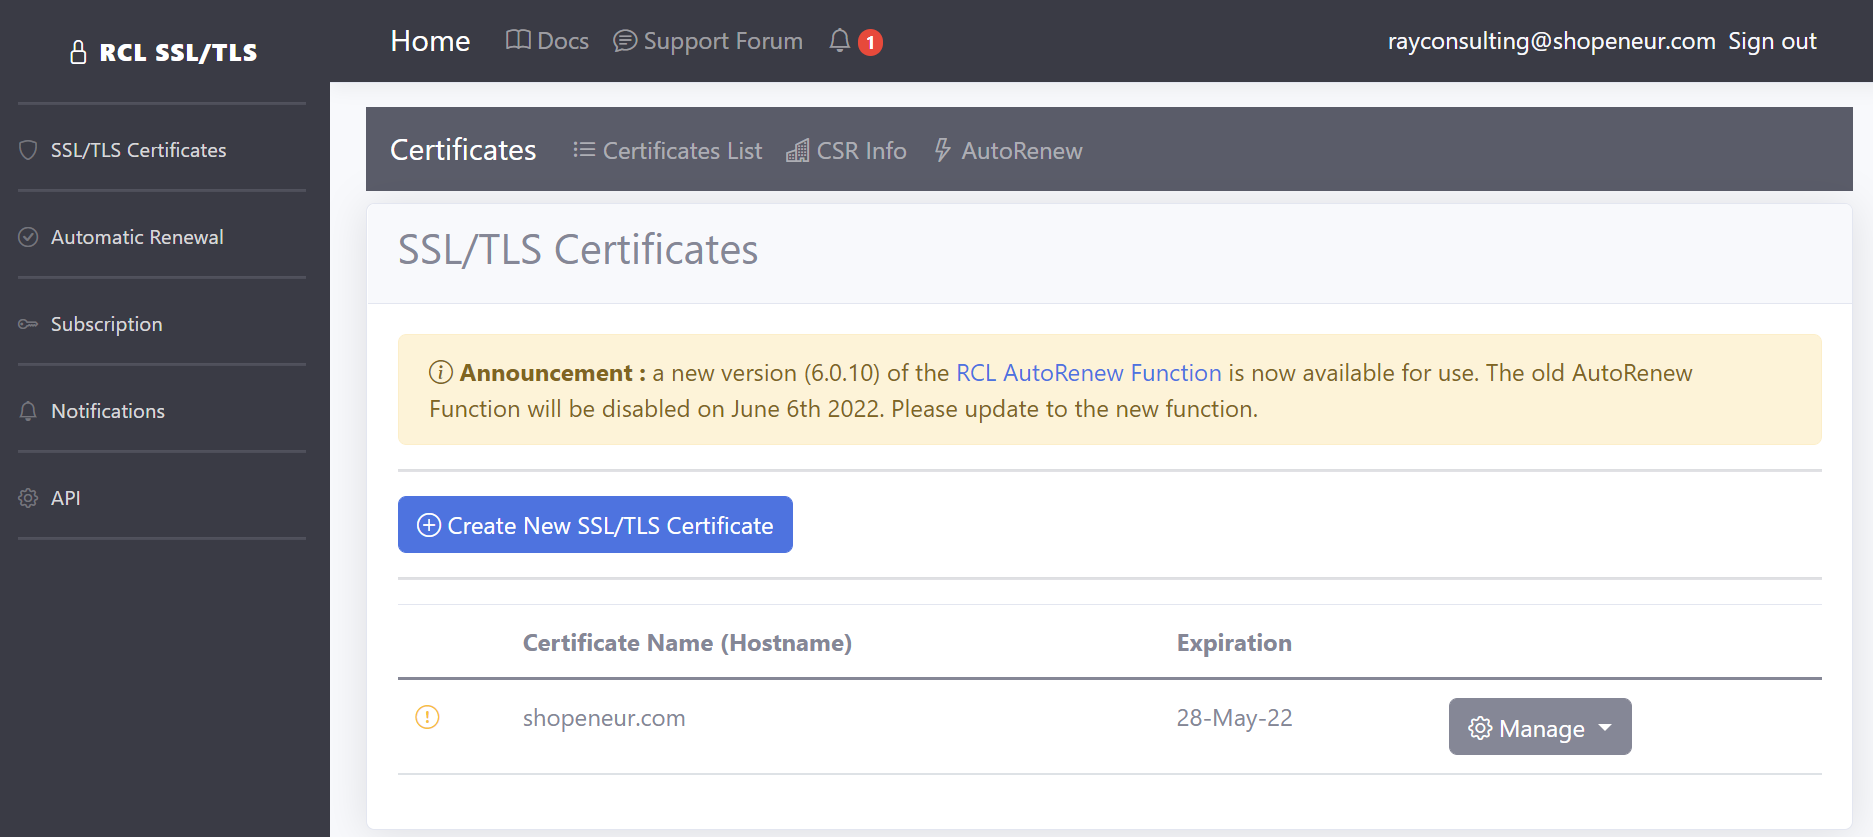 RCL SSL/TLS
Home Docs Support Forum 1 rayconsulting@shopeneur.com Sign out
SSL/TLS Certificates
Automatic Renewal
Subscription
Notifications
API
Certificates Certificates List CSR Info AutoRenew
SSL/TLS Certificates
Announcement : a new version (6.0.10) of the RCL AutoRenew Function is now available for use. The old AutoRenew
Function will be disabled on June 6th 2022. Please update to the new function.
Create New SSL/TLS Certificate
Certificate Name (Hostname) Expiration
shopeneur.com 28-May-22 Manage